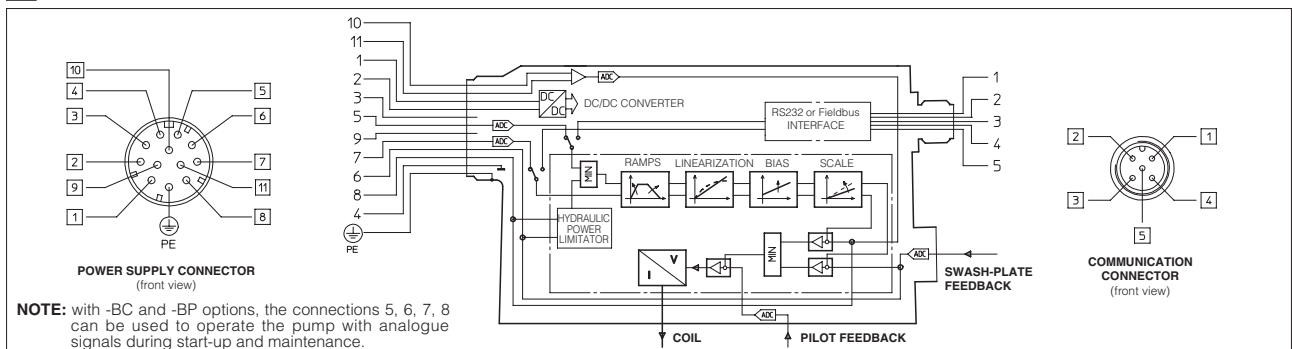 10
4
3
2
9
1
5
6
7
11
8
PE
POWER SUPPLY CONNECTOR
(front view)
NOTE: with -BC and -BP options, the connections 5, 6, 7, 8
can be used to operate the pump with analogue
signals during start-up and maintenance.
10
11
1
2
3
5
9
7
6
8
4
PE
ADC
DC
DC
DC/DC CONVERTER
ADC
ADC
RS232 or Fieldbus
INTERFACE
1
2
3
4
5
MIN
RAMPS
LINEARIZATION
BIAS
SCALE
HYDRAULIC
POWER
LIMITATOR
V
I
MIN
ADC
SWASH-PLATE
FEEDBACK
ADC
COIL
PILOT FEEDBACK
2
1
3
4
5
COMMUNICATION
CONNECTOR
(front view)